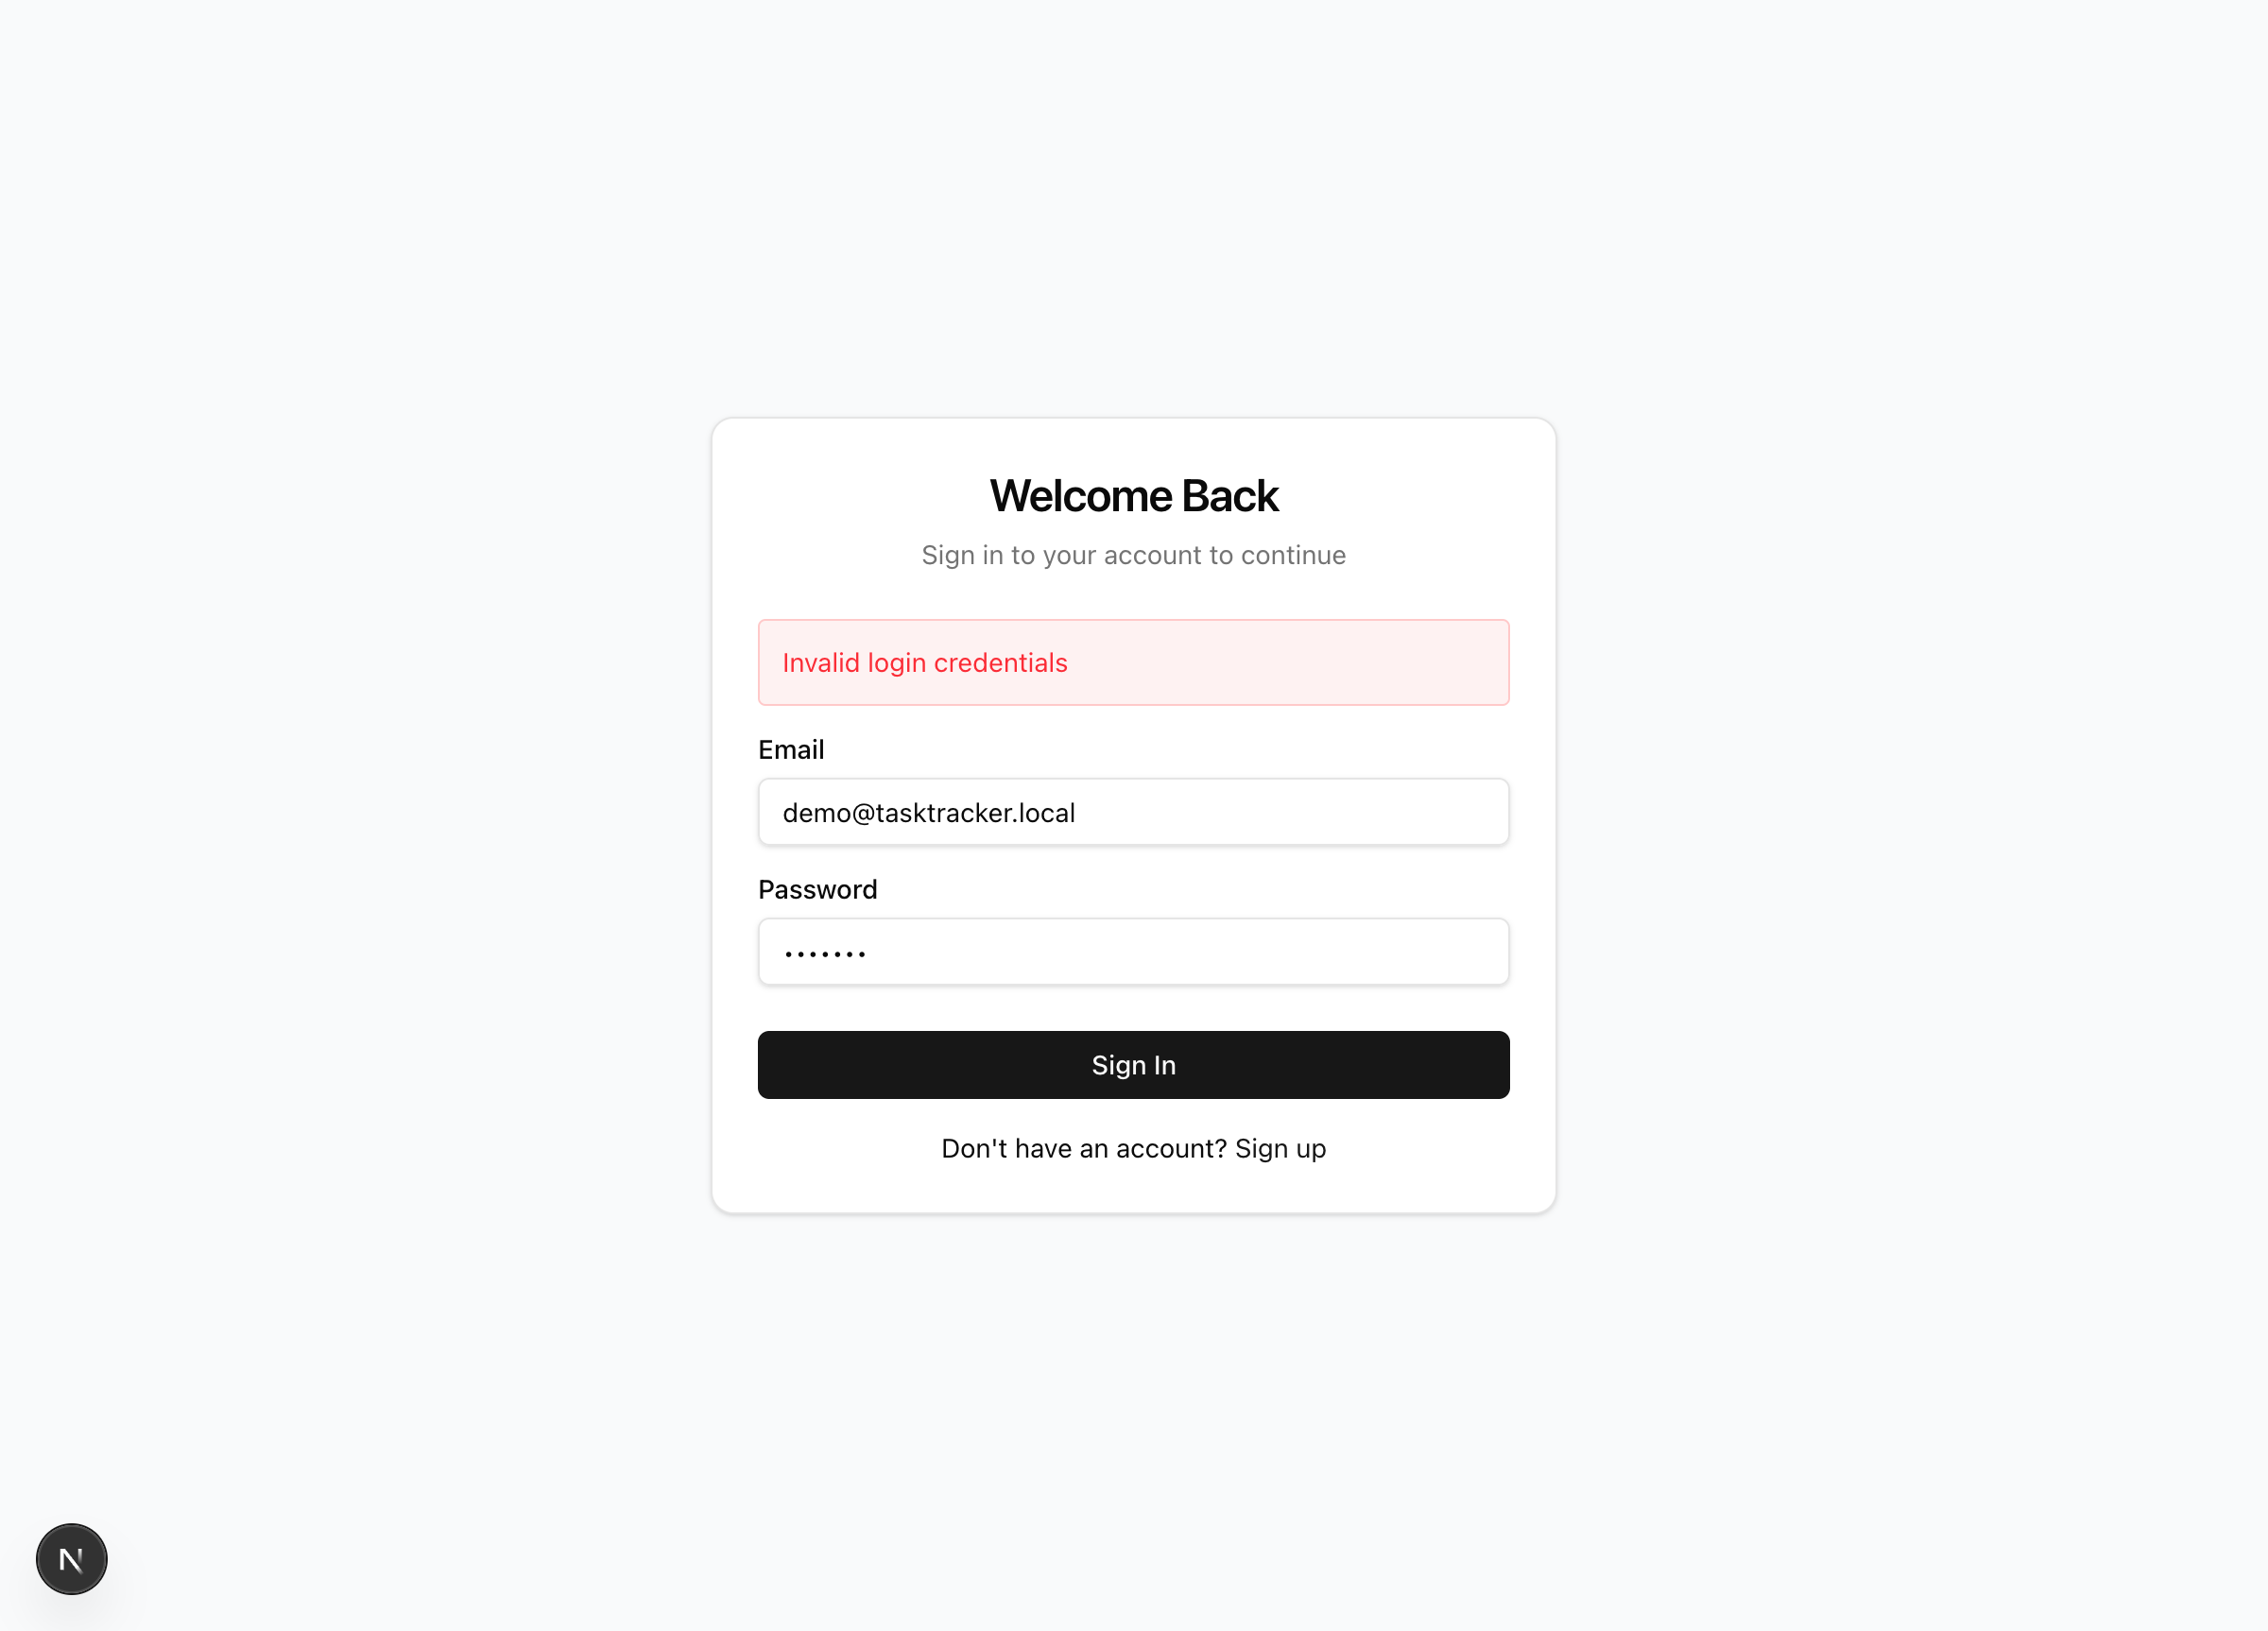 Welcome Back
Sign in to your account to continue
Invalid login credentials
Email
demo@tasktracker.local
Password
•••••••
Sign In
Don't have an account? Sign up
N